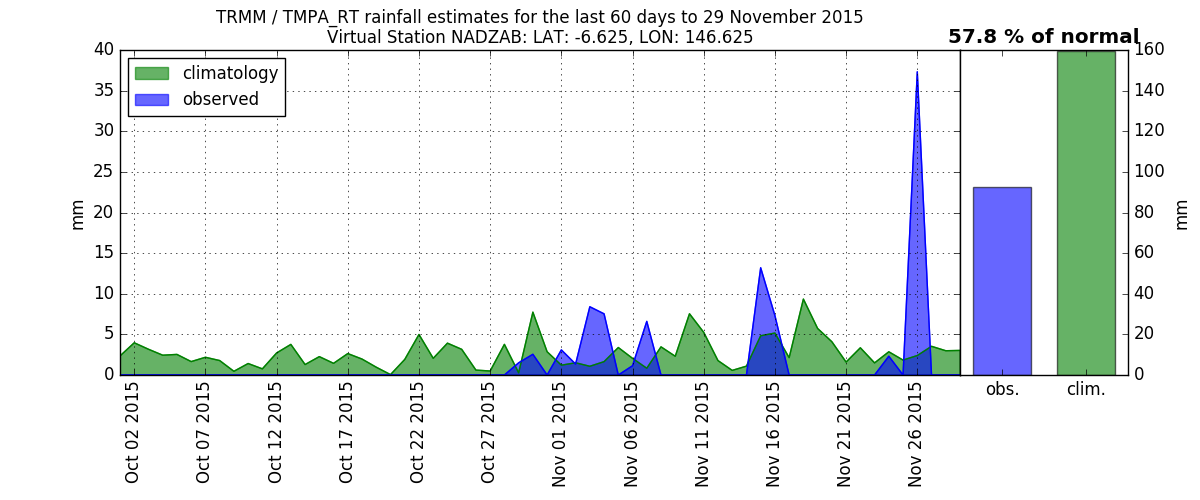 TRMM / TMPA_RT rainfall estimates for the last 60 days to 29 November 2015
Virtual Station NADZAB: LAT: -6.625, LON: 146.625
57.8 % of normal
climatology
observed
40
35
30
25
20
15
10
5
0
mm
Oct 02 2015
Oct 07 2015
Oct 12 2015
Oct 17 2015
Oct 22 2015
Oct 27 2015
Nov 01 2015
Nov 06 2015
Nov 11 2015
Nov 16 2015
Nov 21 2015
Nov 26 2015
160
140
120
100
80
60
40
20
0
mm
obs.
clim.